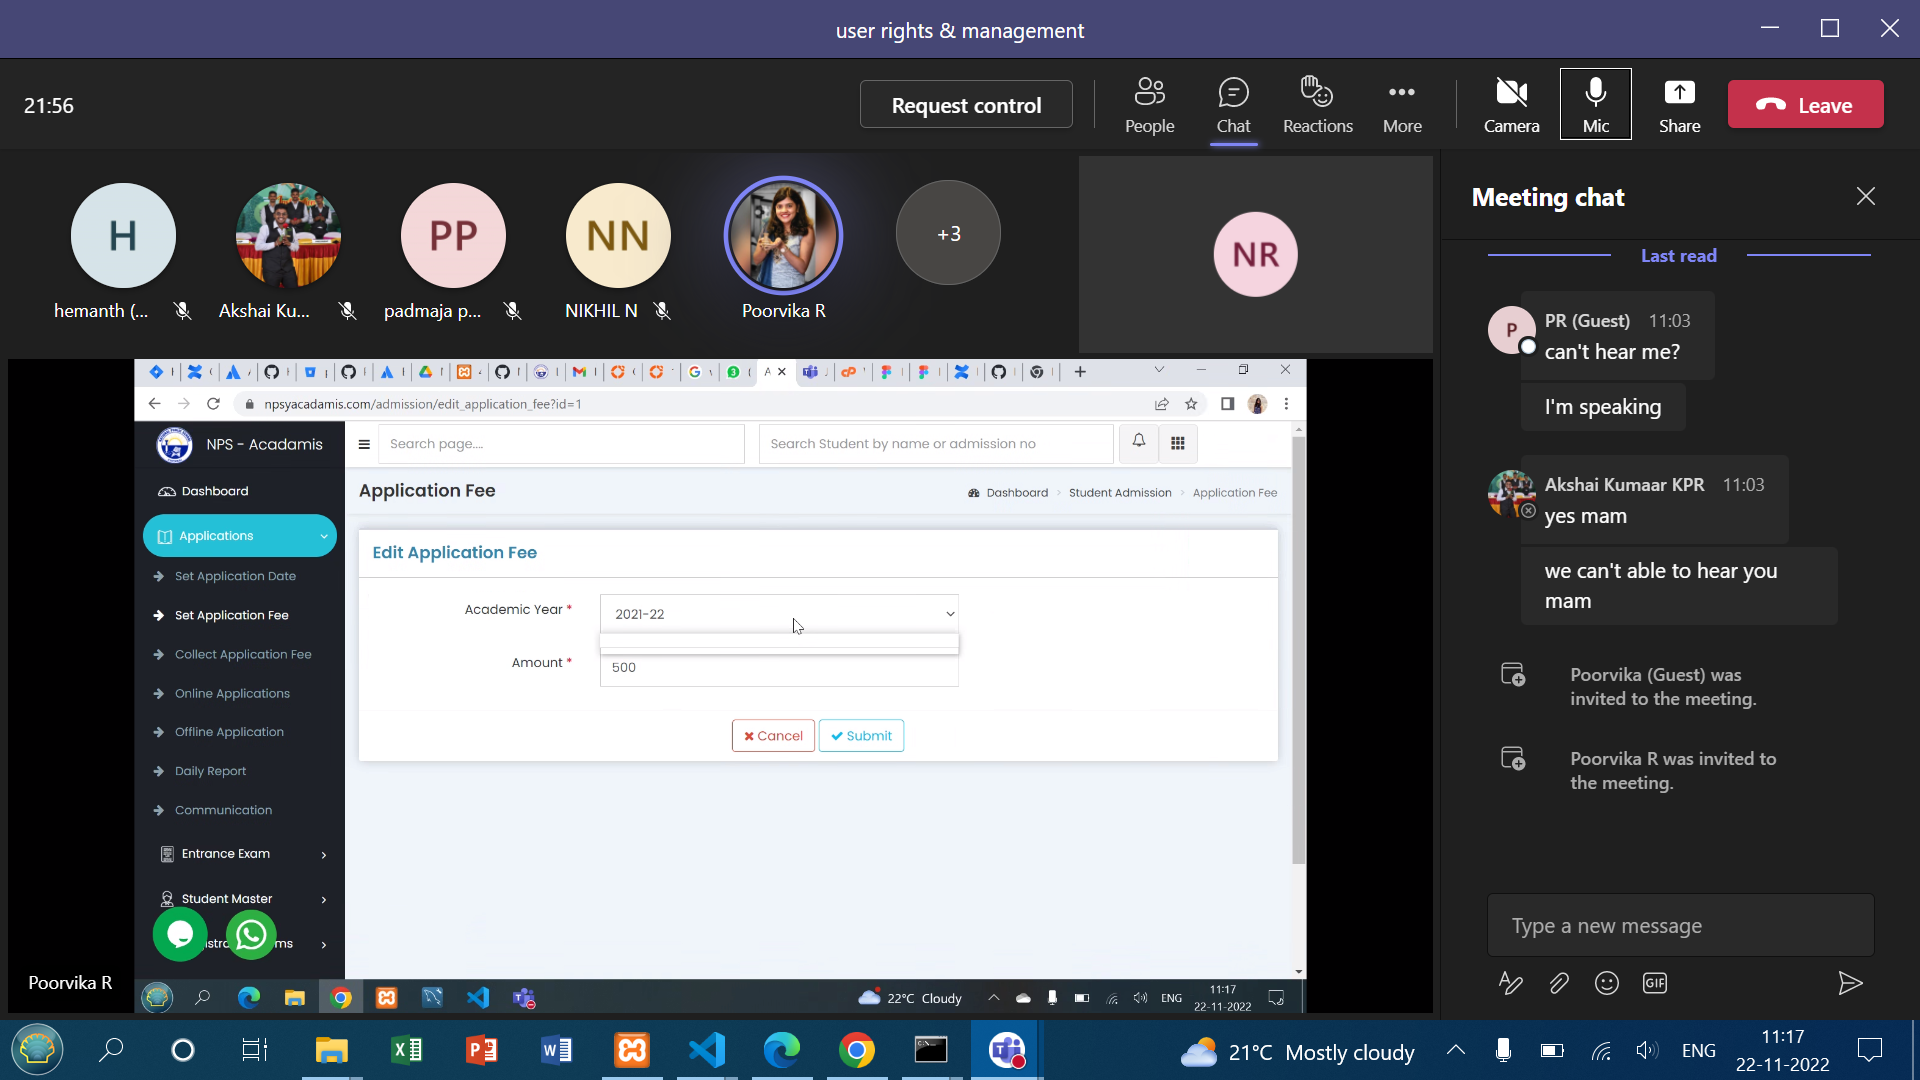 user rights & management
21:56
Request control
People
Chat
Reactions
More
Camera
Mic
Share
Leave
H
PP
NN
+3
NR
hemanth (...
Akshai Ku...
padmaja p...
NIKHIL N
Poorvika R
Meeting chat
Last read
P
PR (Guest) 11:03
can't hear me?
I'm speaking
Akshai Kumaar KPR 11:03
yes mam
we can't able to hear you
mam
Poorvika (Guest) was
invited to the meeting.
Poorvika R was invited to
the meeting.
Type a new message
GIF
npsyacadamis.com/admission/edit_application_fee?id=1
NPS - Acadamis
Search page....
Search Student by name or admission no
Dashboard
Applications
Set Application Date
Set Application Fee
Collect Application Fee
Online Applications
Offline Application
Daily Report
Communication
Entrance Exam
Student Master
Application Fee
Dashboard > Student Admission > Application Fee
Edit Application Fee
Academic Year *
2021-22
Amount *
500
Cancel
Submit
Poorvika R
22°C Cloudy
ENG
11:17
22-11-2022
21°C Mostly cloudy
ENG
11:17
22-11-2022